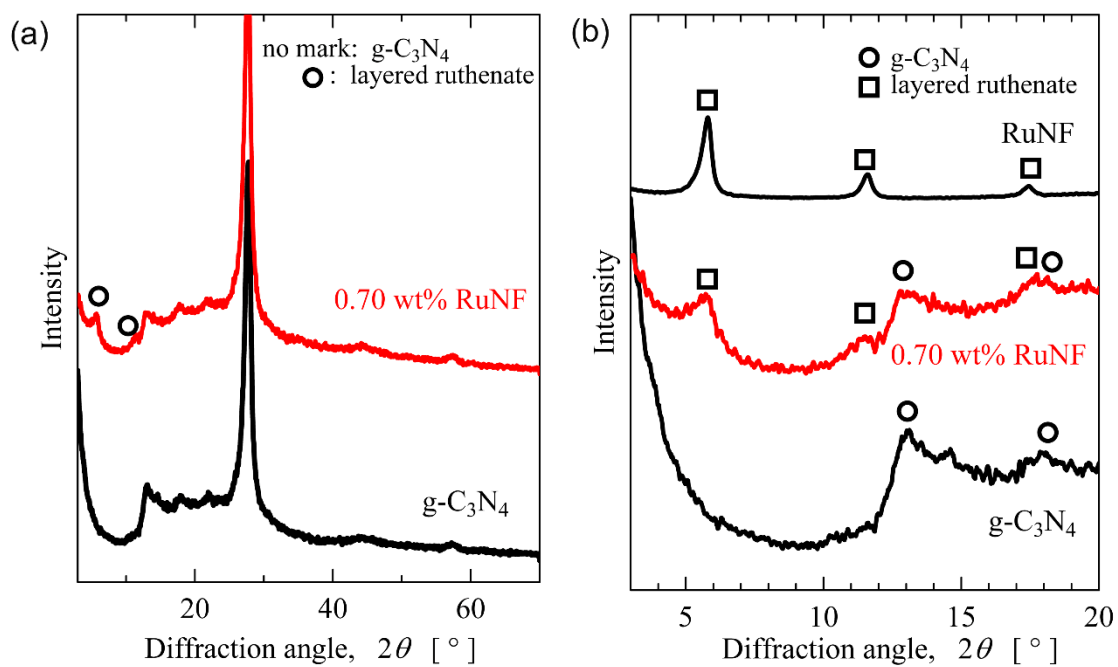 (a)
no mark: g-C₃N₄
○ : layered ruthenate
0.70 wt% RuNF
g-C₃N₄
Intensity
20
40
60
Diffraction angle, 2θ [ ° ]
(b)
○ g-C₃N₄
□ layered ruthenate
RuNF
0.70 wt% RuNF
g-C₃N₄
Intensity
5
10
15
20
Diffraction angle, 2θ [ ° ]